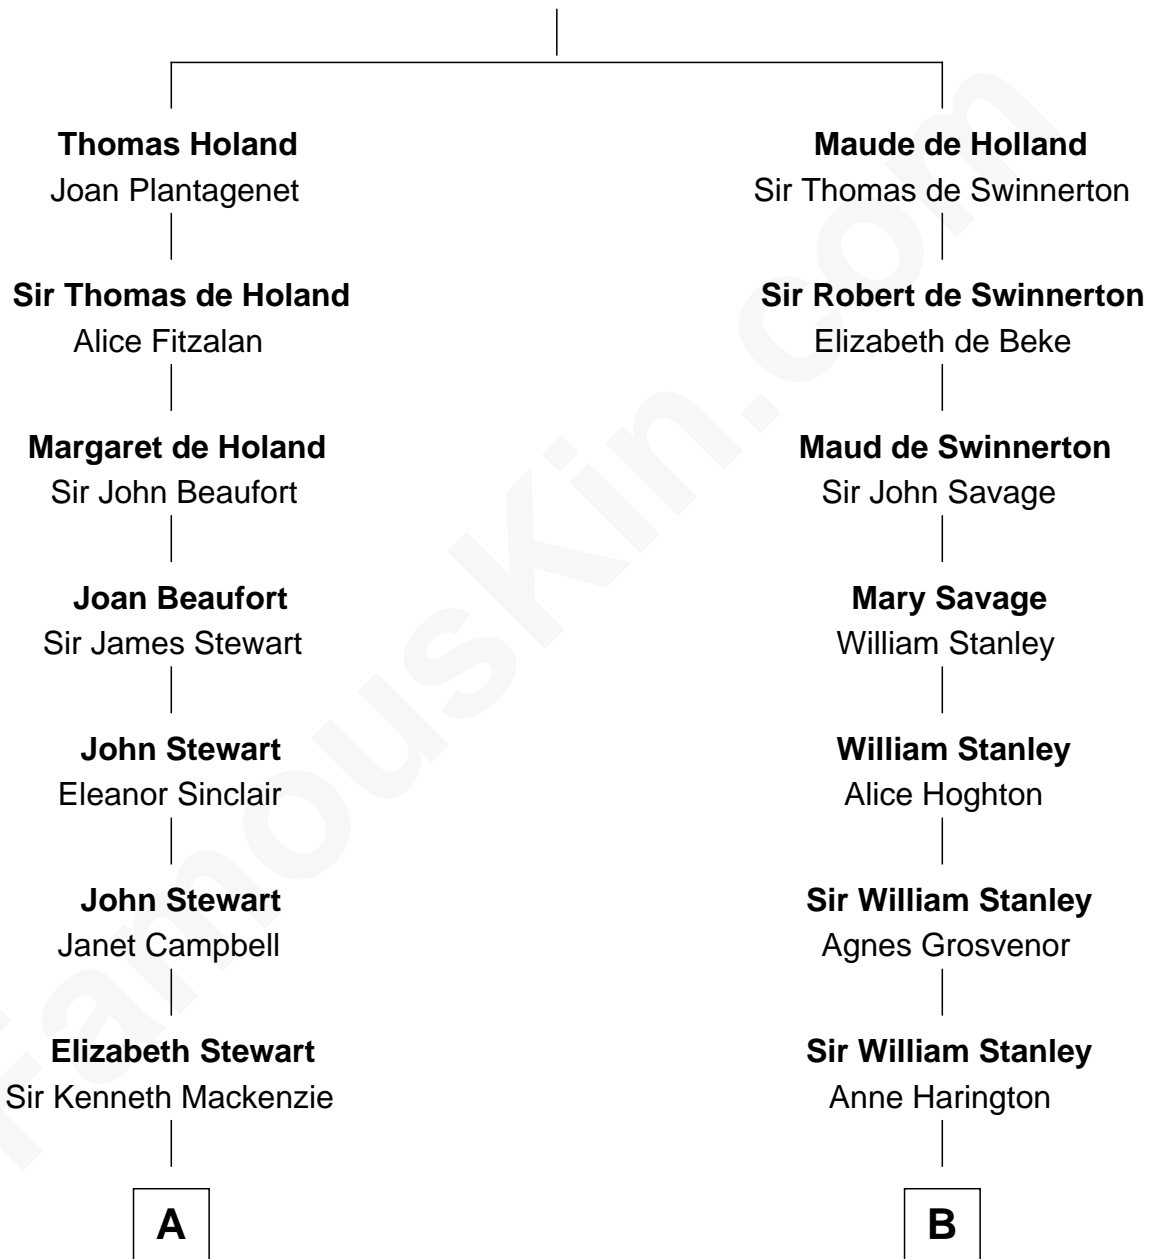 Thomas Holand
Joan Plantagenet
Sir Thomas de Holand
Alice Fitzalan
Margaret de Holand
Sir John Beaufort
Joan Beaufort
Sir James Stewart
John Stewart
Eleanor Sinclair
John Stewart
Janet Campbell
Elizabeth Stewart
Sir Kenneth Mackenzie
A
Maude de Holland
Sir Thomas de Swinnerton
Sir Robert de Swinnerton
Elizabeth de Beke
Maud de Swinnerton
Sir John Savage
Mary Savage
William Stanley
William Stanley
Alice Hoghton
Sir William Stanley
Agnes Grosvenor
Sir William Stanley
Anne Harington
B
FamousKin.com